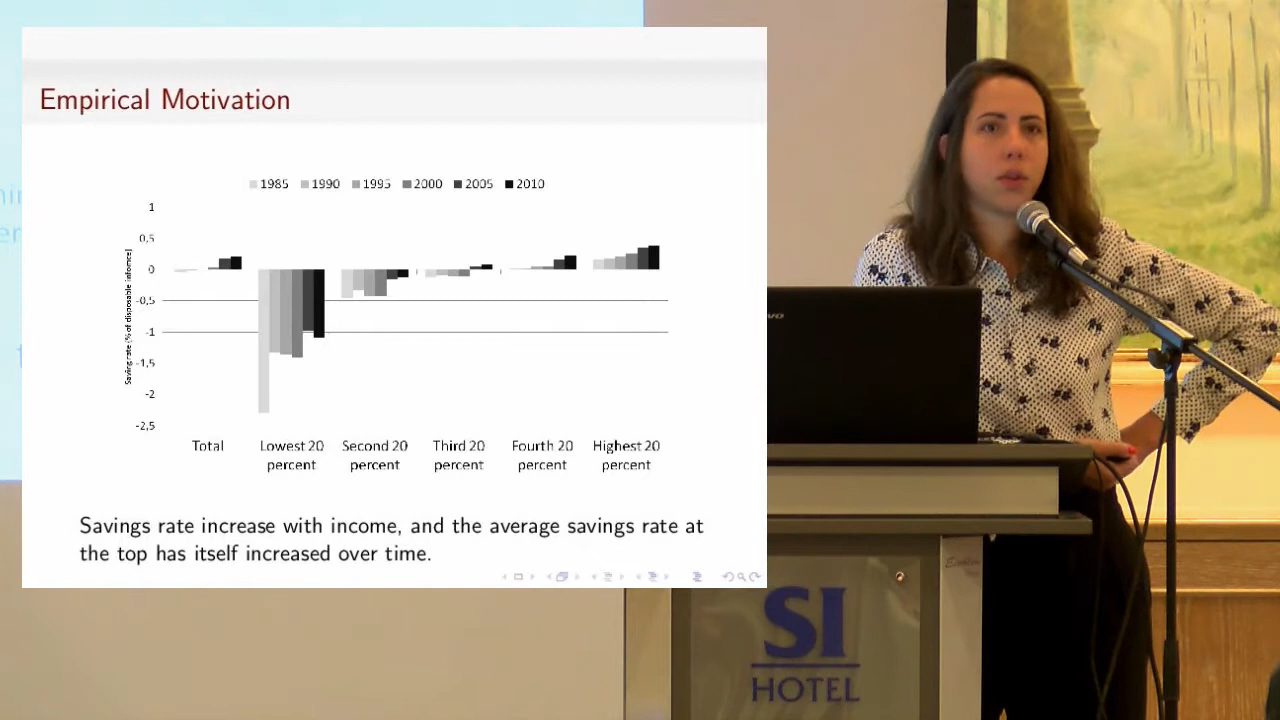 Empirical Motivation
1985 1990 1995 2000 2005 2010
1
0,5
0
-0,5
-1
-1,5
-2
-2,5
Saving rate (% of disposable income)
Total
Lowest 20 percent
Second 20 percent
Third 20 percent
Fourth 20 percent
Highest 20 percent
Savings rate increase with income, and the average savings rate at
the top has itself increased over time.
SI
HOTEL